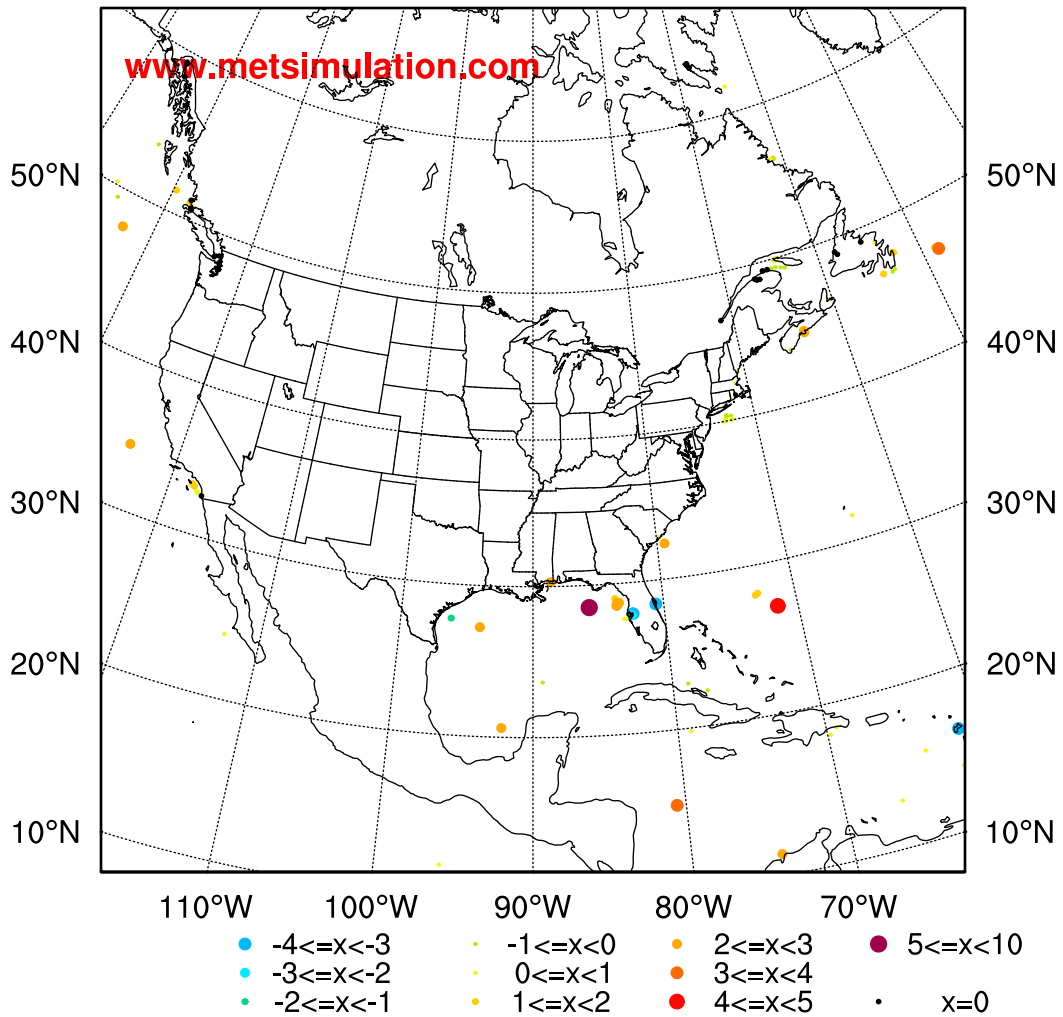 www.metsimulation.com
50°N 50°N
40°N 40°N
30°N 30°N
20°N 20°N
10°N 10°N
110°W 100°W 90°W 80°W 70°W
-4<=x<-3 -1<=x<0 2<=x<3 5<=x<10
-3<=x<-2 0<=x<1 3<=x<4
-2<=x<-1 1<=x<2 4<=x<5 x=0